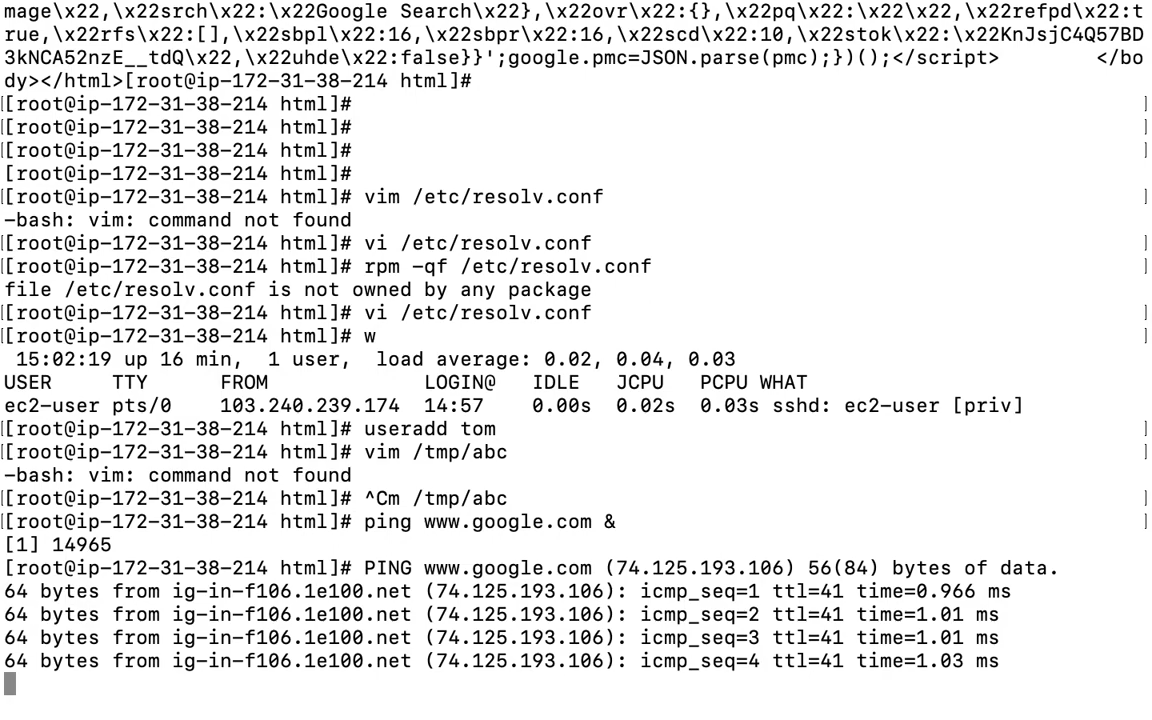 mage\x22,\x22srch\x22:\x22Google Search\x22},\x22ovr\x22:{},\x22pq\x22:\x22\x22,\x22refpd\x22:t
rue,\x22rfs\x22:[],\x22sbpl\x22:16,\x22sbpr\x22:16,\x22scd\x22:10,\x22stok\x22:\x22KnJsjC4Q57BD
3kNCA52nzE__tdQ\x22,\x22uhde\x22:false}}';google.pmc=JSON.parse(pmc);})();</script>        </bo
dy></html>[root@ip-172-31-38-214 html]#
[[root@ip-172-31-38-214 html]# ]
[[root@ip-172-31-38-214 html]# ]
[[root@ip-172-31-38-214 html]# ]
[root@ip-172-31-38-214 html]#
[[root@ip-172-31-38-214 html]# vim /etc/resolv.conf ]
-bash: vim: command not found
[[root@ip-172-31-38-214 html]# vi /etc/resolv.conf ]
[[root@ip-172-31-38-214 html]# rpm -qf /etc/resolv.conf ]
file /etc/resolv.conf is not owned by any package
[[root@ip-172-31-38-214 html]# vi /etc/resolv.conf ]
[[root@ip-172-31-38-214 html]# w ]
 15:02:19 up 16 min,  1 user,  load average: 0.02, 0.04, 0.03
USER     TTY      FROM             LOGIN@   IDLE   JCPU   PCPU WHAT
ec2-user pts/0    103.240.239.174  14:57    0.00s  0.02s  0.03s sshd: ec2-user [priv]
[[root@ip-172-31-38-214 html]# useradd tom ]
[[root@ip-172-31-38-214 html]# vim /tmp/abc ]
-bash: vim: command not found
[[root@ip-172-31-38-214 html]# ^Cm /tmp/abc ]
[[root@ip-172-31-38-214 html]# ping www.google.com & ]
[1] 14965
[root@ip-172-31-38-214 html]# PING www.google.com (74.125.193.106) 56(84) bytes of data.
64 bytes from ig-in-f106.1e100.net (74.125.193.106): icmp_seq=1 ttl=41 time=0.966 ms
64 bytes from ig-in-f106.1e100.net (74.125.193.106): icmp_seq=2 ttl=41 time=1.01 ms
64 bytes from ig-in-f106.1e100.net (74.125.193.106): icmp_seq=3 ttl=41 time=1.01 ms
64 bytes from ig-in-f106.1e100.net (74.125.193.106): icmp_seq=4 ttl=41 time=1.03 ms